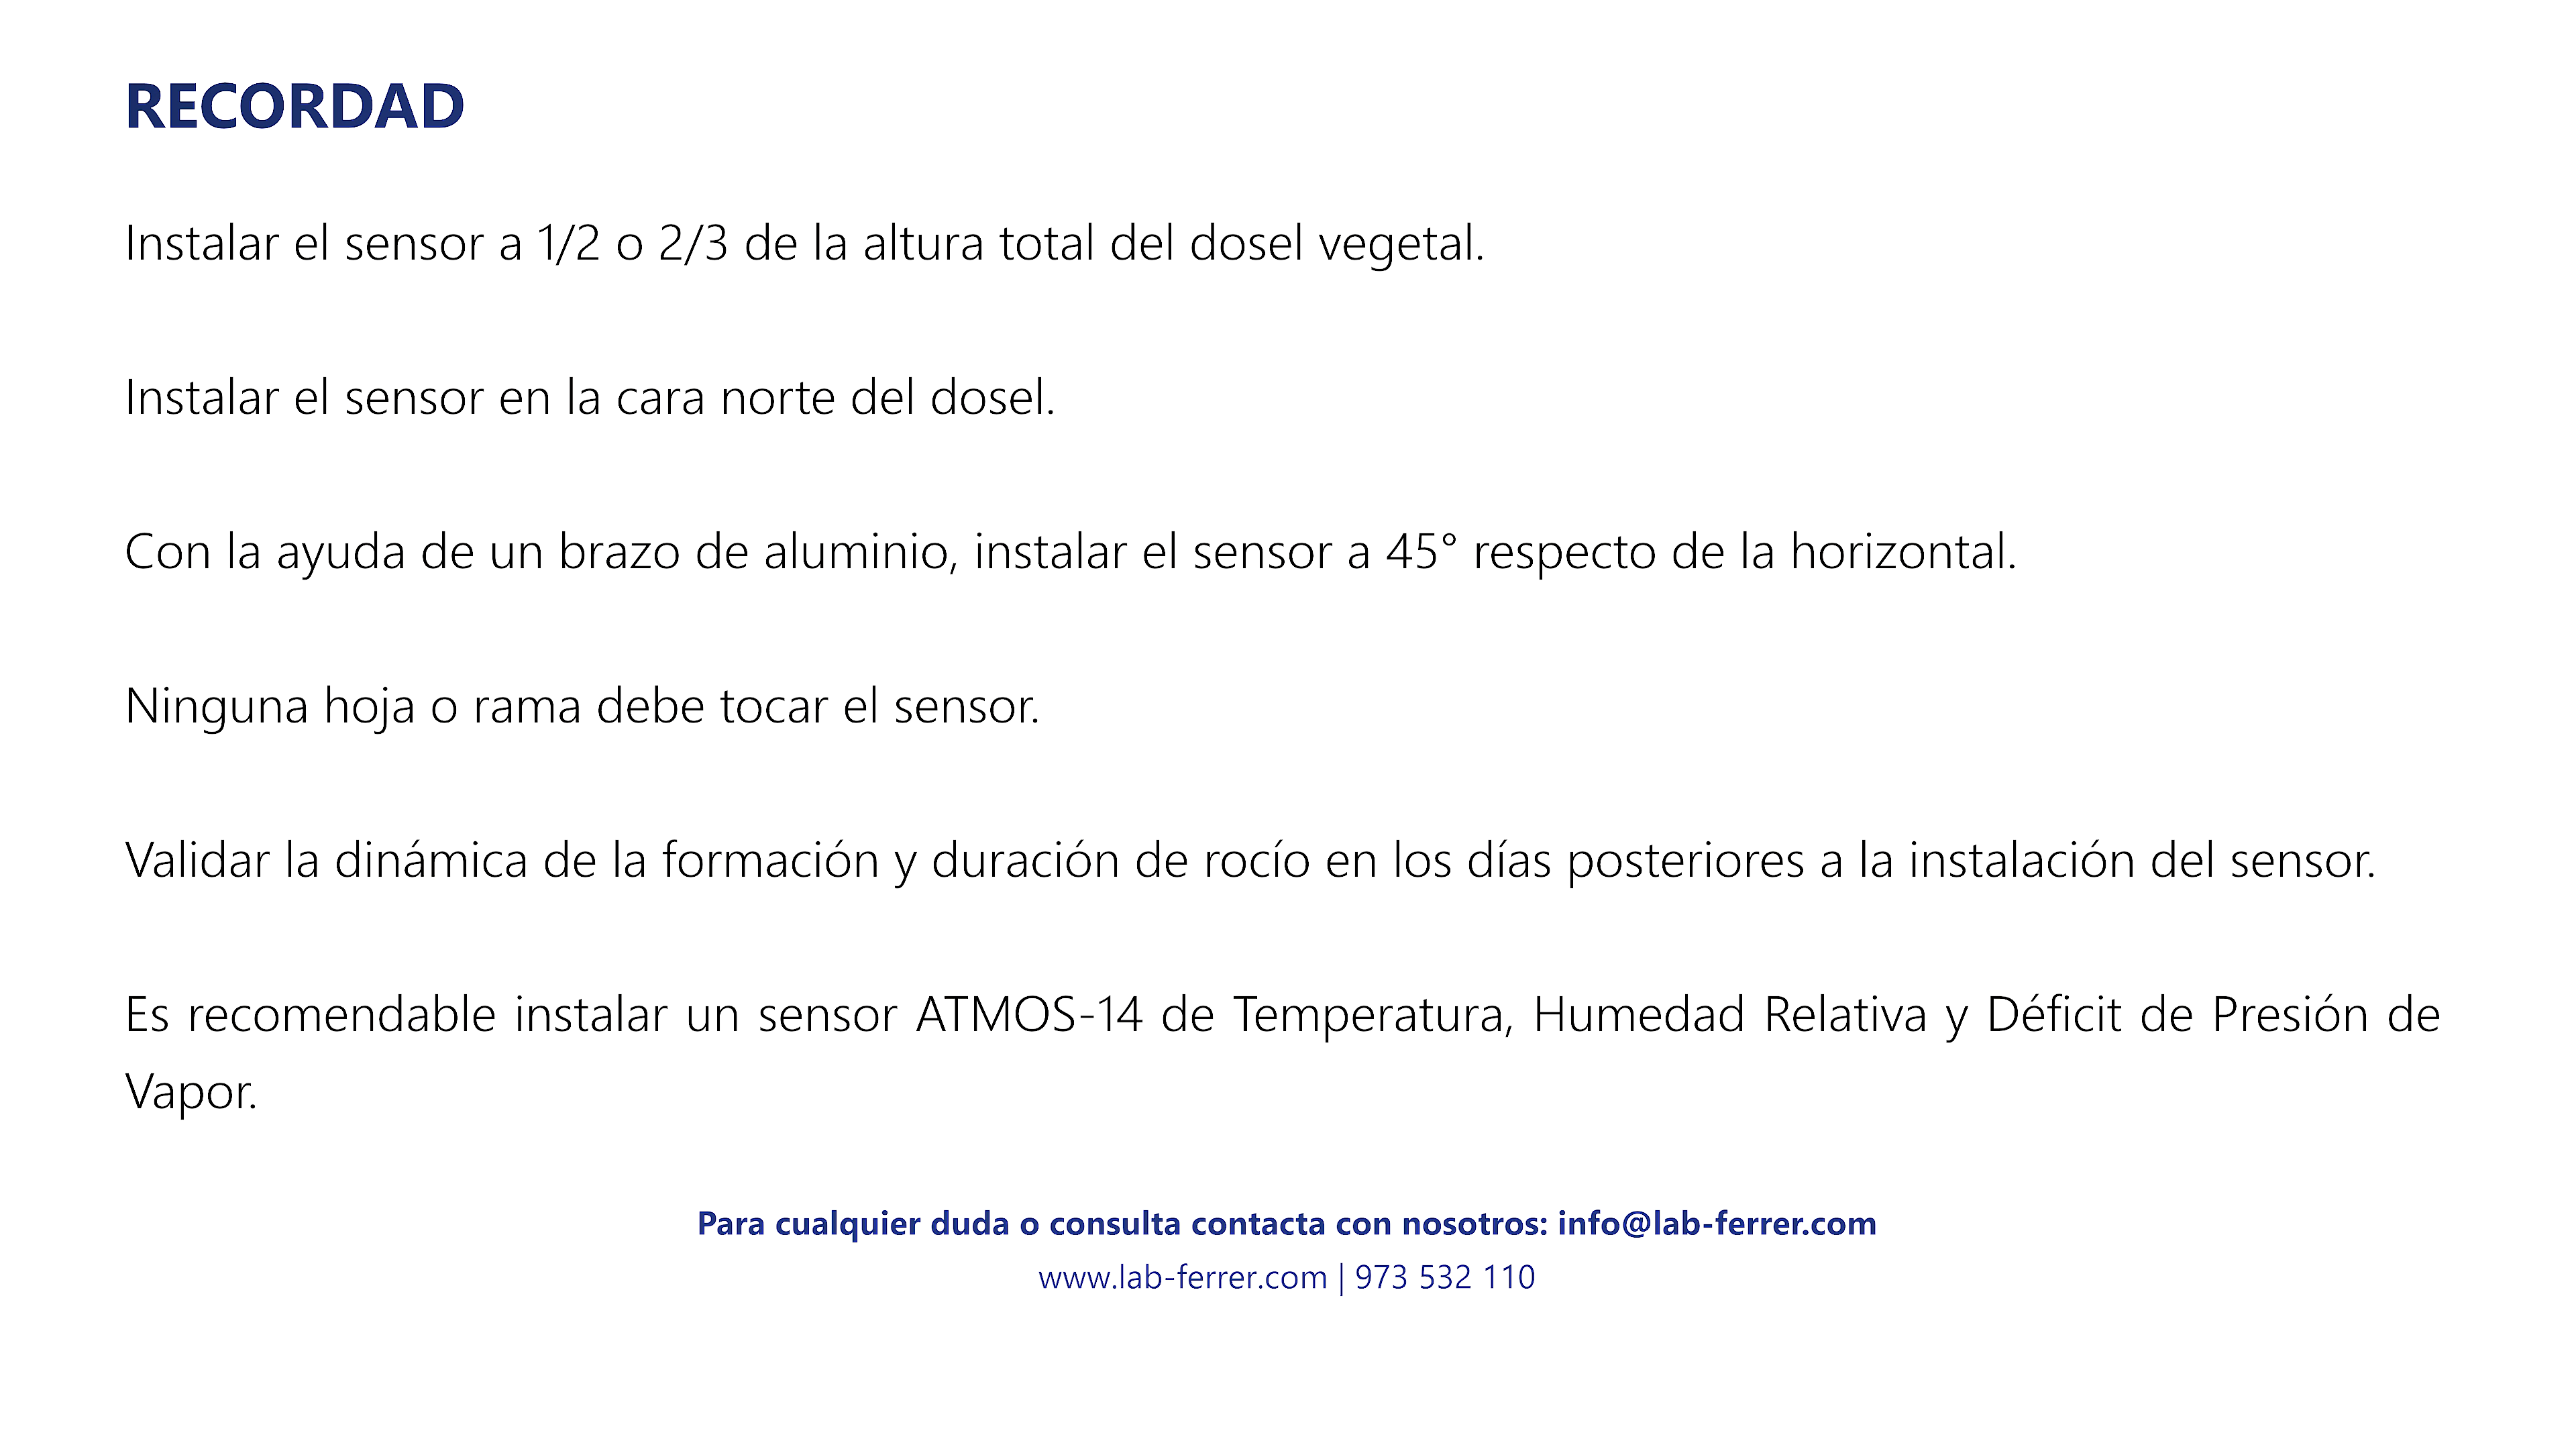 RECORDAD
Instalar el sensor a 1/2 o 2/3 de la altura total del dosel vegetal.
Instalar el sensor en la cara norte del dosel.
Con la ayuda de un brazo de aluminio, instalar el sensor a 45° respecto de la horizontal.
Ninguna hoja o rama debe tocar el sensor.
Validar la dinámica de la formación y duración de rocío en los días posteriores a la instalación del sensor.
Es recomendable instalar un sensor ATMOS-14 de Temperatura, Humedad Relativa y Déficit de Presión de
Vapor.
Para cualquier duda o consulta contacta con nosotros: info@lab-ferrer.com
www.lab-ferrer.com | 973 532 110